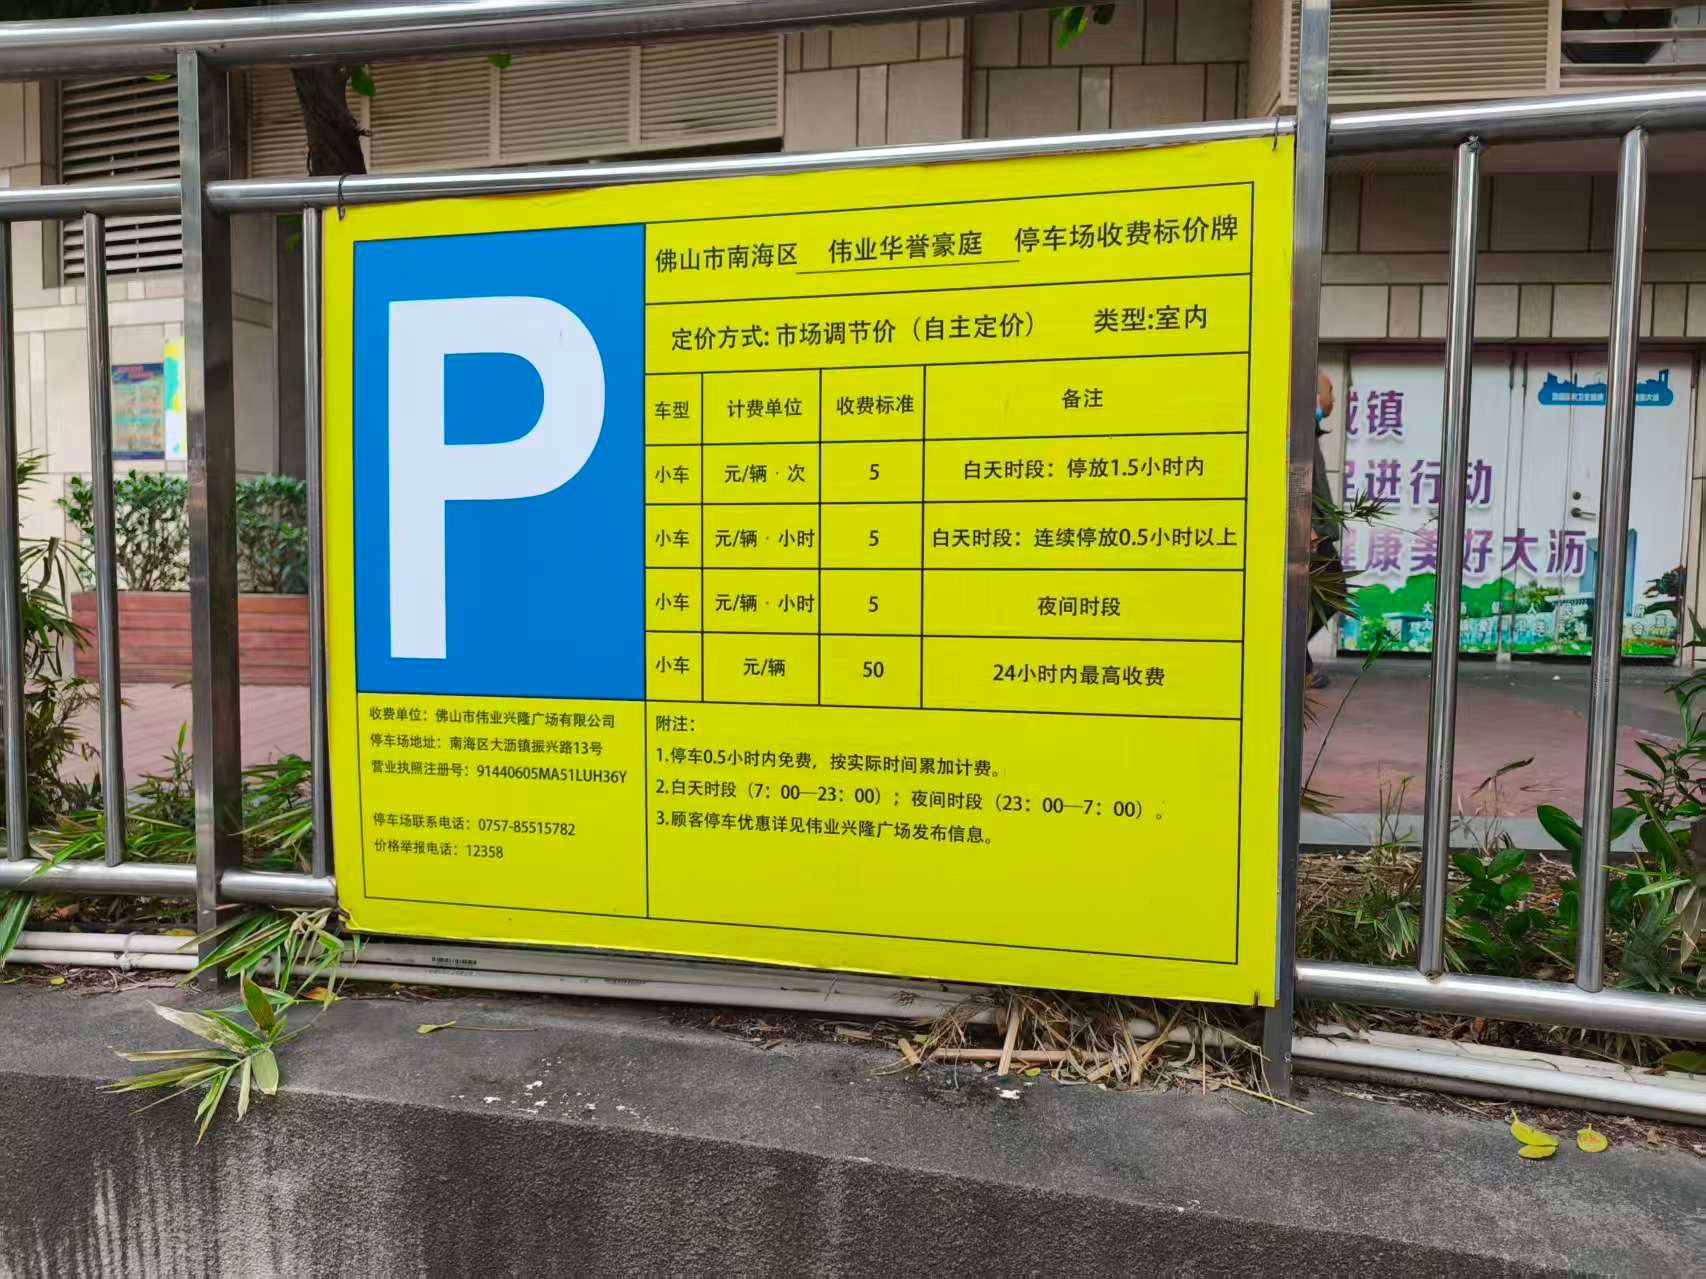 P
佛山市南海区 伟业华誉豪庭 停车场收费标价牌
定价方式:市场调节价（自主定价） 类型:室内
车型 计费单位 收费标准 备注
小车 元/辆·次 5 白天时段：停放1.5小时内
小车 元/辆·小时 5 白天时段：连续停放0.5小时以上
小车 元/辆·小时 5 夜间时段
小车 元/辆 50 24小时内最高收费
收费单位：佛山市伟业兴隆广场有限公司
停车场地址：南海区大沥镇振兴路13号
营业执照注册号：91440605MA51LUH36Y
停车场联系电话：0757-85515782
价格举报电话：12358
附注：
1.停车0.5小时内免费，按实际时间累加计费。
2.白天时段（7：00—23：00）；夜间时段（23：00—7：00）。
3.顾客停车优惠详见伟业兴隆广场发布信息。
镇
进行动
康美好大沥